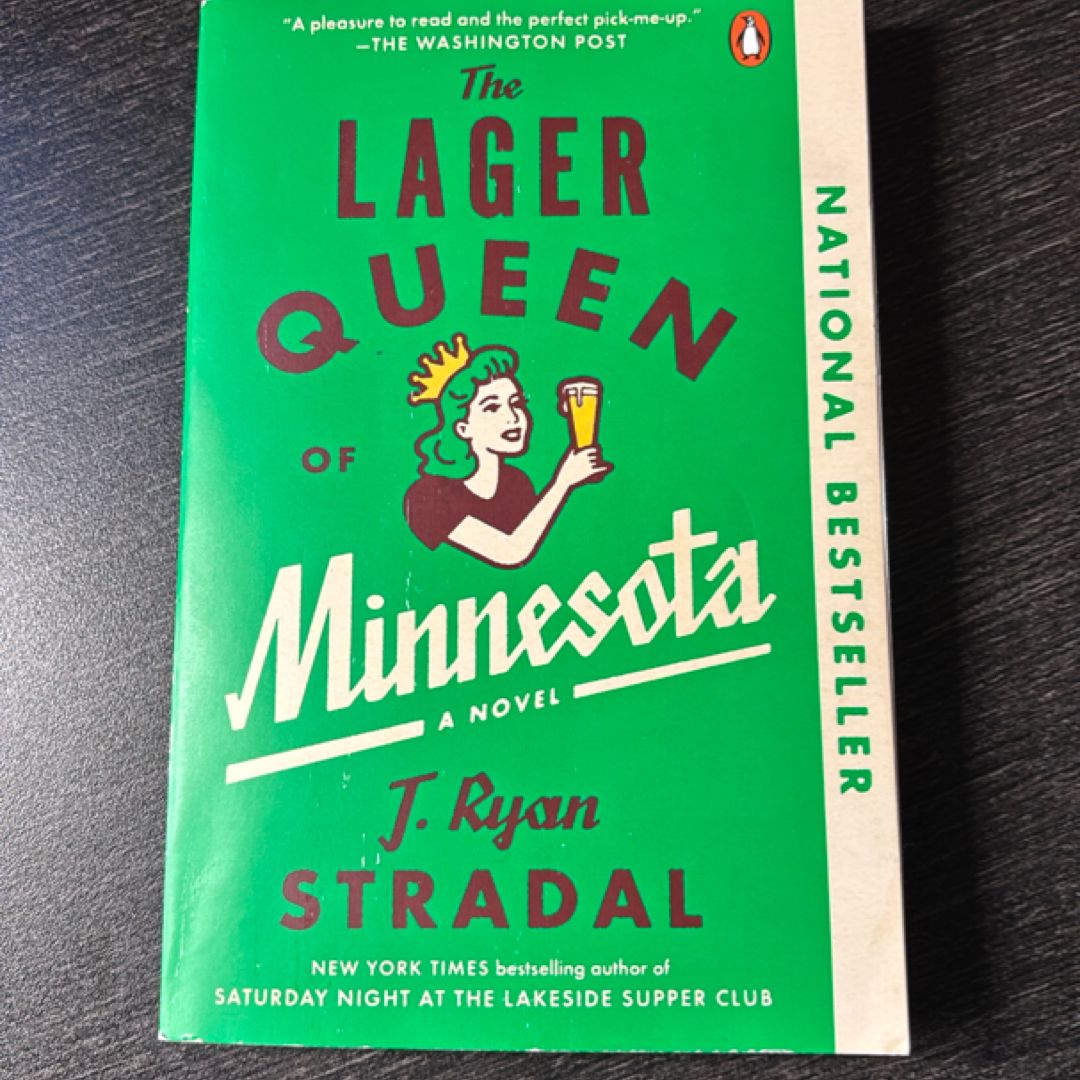 “A pleasure to read and the perfect pick-me-up.”
—THE WASHINGTON POST
The
LAGER
QUEEN
OF
Minnesota
A NOVEL
J. Ryan
STRADAL
NEW YORK TIMES bestselling author of
SATURDAY NIGHT AT THE LAKESIDE SUPPER CLUB
NATIONAL BESTSELLER